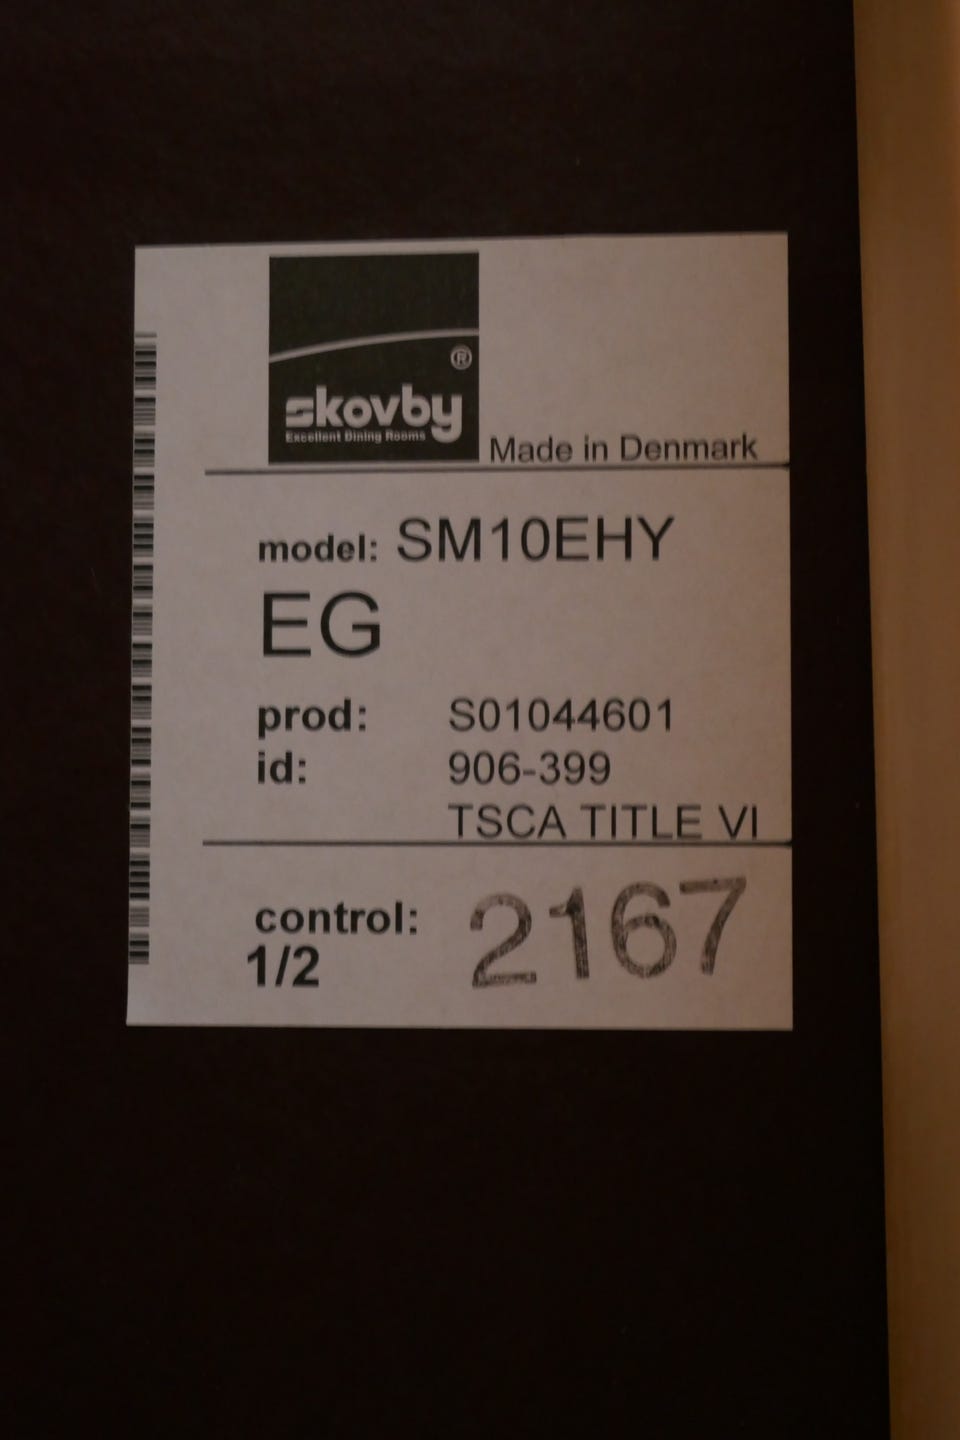 ®
skovby
Excellent Dining Rooms
Made in Denmark
model: SM10EHY
EG
prod: S01044601
id: 906-399
TSCA TITLE VI
control: 2167
1/2